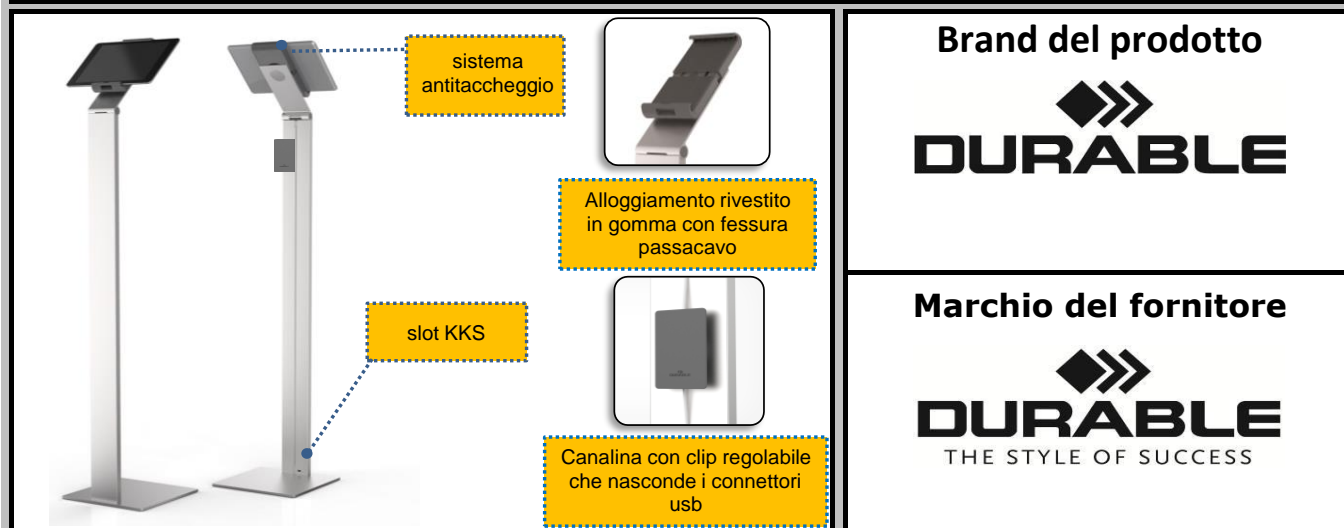 sistema
antitaccheggio
Alloggiamento rivestito
in gomma con fessura
passacavo
slot KKS
Canalina con clip regolabile
che nasconde i connettori
usb
Brand del prodotto
DURABLE
Marchio del fornitore
DURABLE
THE STYLE OF SUCCESS